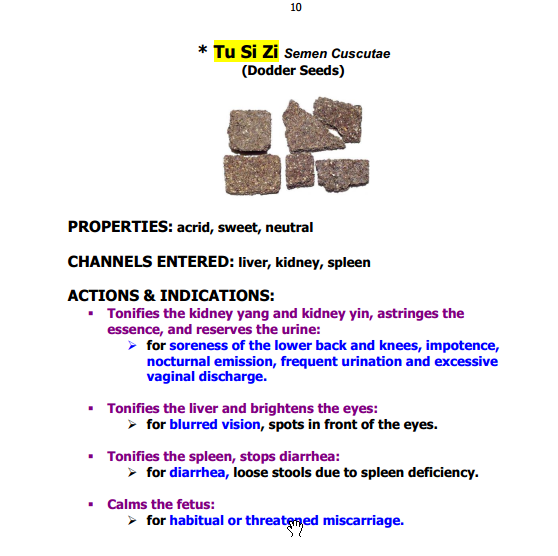 10
* Tu Si Zi Semen Cuscutae
(Dodder Seeds)
PROPERTIES: acrid, sweet, neutral
CHANNELS ENTERED: liver, kidney, spleen
ACTIONS & INDICATIONS:
▪ Tonifies the kidney yang and kidney yin, astringes the
essence, and reserves the urine:
➢ for soreness of the lower back and knees, impotence,
nocturnal emission, frequent urination and excessive
vaginal discharge.
▪ Tonifies the liver and brightens the eyes:
➢ for blurred vision, spots in front of the eyes.
▪ Tonifies the spleen, stops diarrhea:
➢ for diarrhea, loose stools due to spleen deficiency.
▪ Calms the fetus:
➢ for habitual or threatened miscarriage.